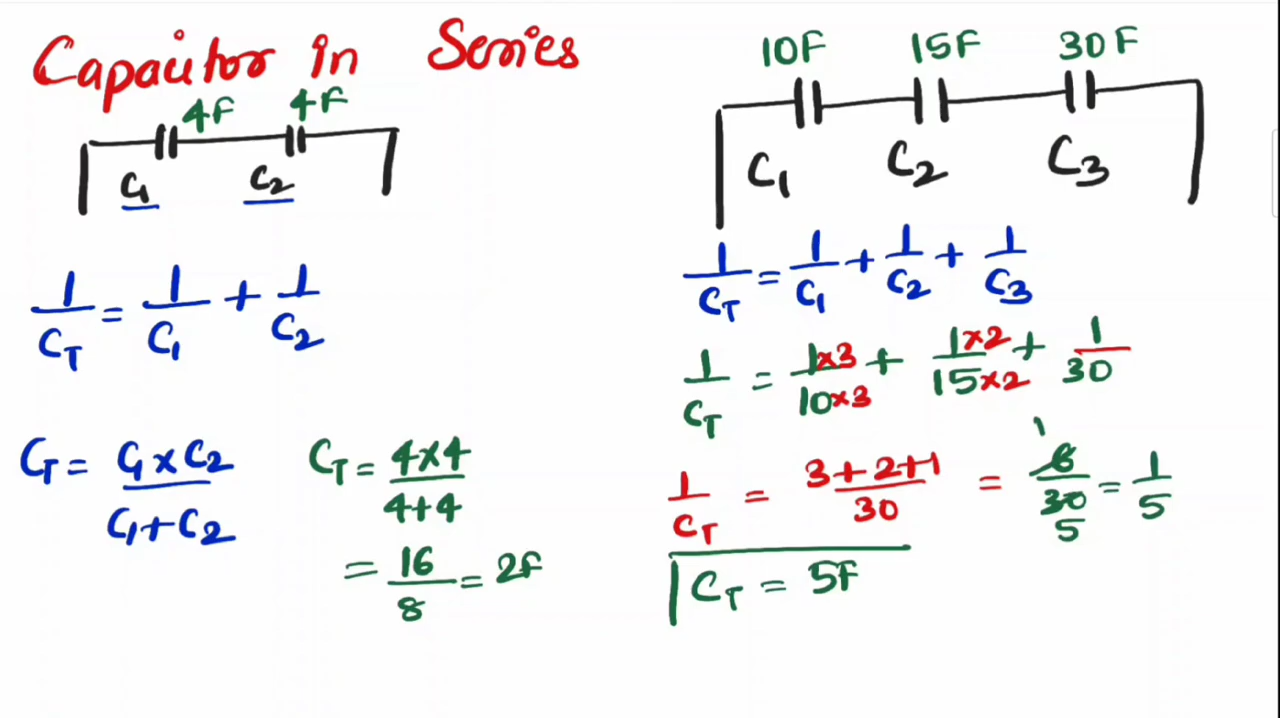 Capacitor in Series
4F 4F
C1 C2
1/CT = 1/C1 + 1/C2
CT = C1 x C2 / C1 + C2
CT = 4x4 / 4+4
= 16/8 = 2F
10F 15F 30F
C1 C2 C3
1/CT = 1/C1 + 1/C2 + 1/C3
1/CT = 1x3/10x3 + 1x2/15x2 + 1/30
1/CT = 3+2+1/30 = 6/30 1/5 = 1/5
CT = 5F